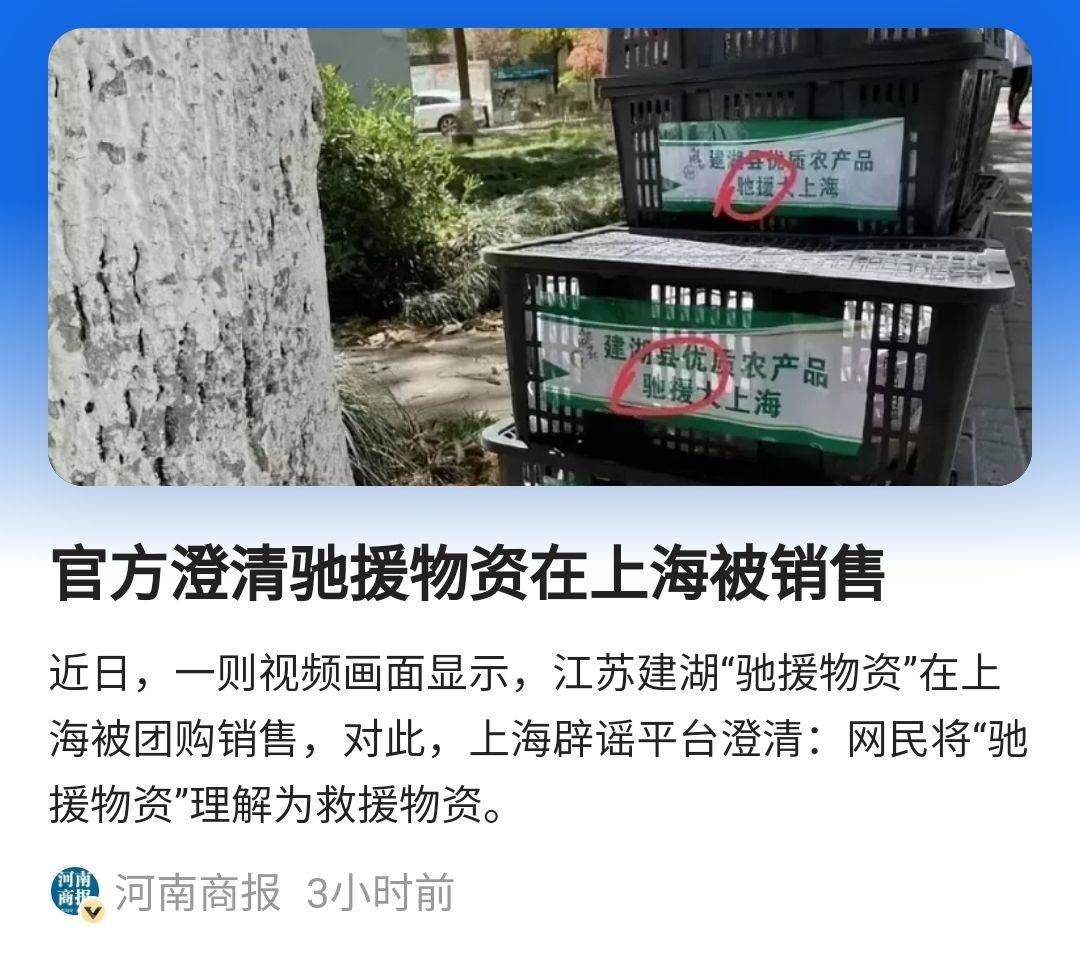 建湖县优质农产品
驰援大上海
建湖县优质农产品
驰援大上海
官方澄清驰援物资在上海被销售
近日，一则视频画面显示，江苏建湖“驰援物资”在上
海被团购销售，对此，上海辟谣平台澄清：网民将“驰
援物资”理解为救援物资。
河南
商报
河南商报 3小时前